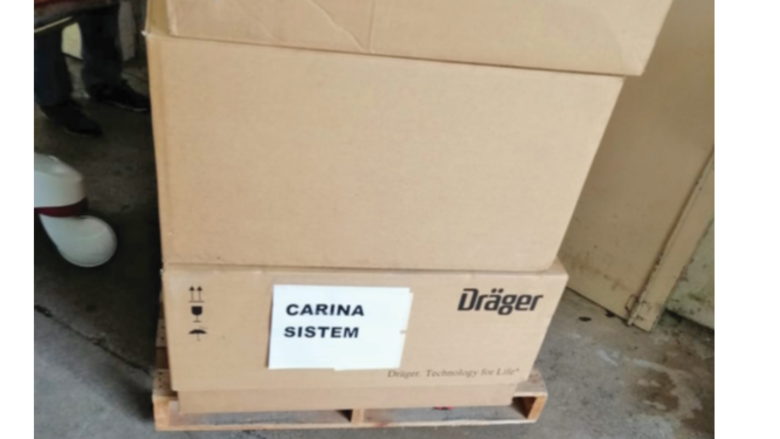 CARINA
SISTEM
Dräger
Dräger. Technology for Life®